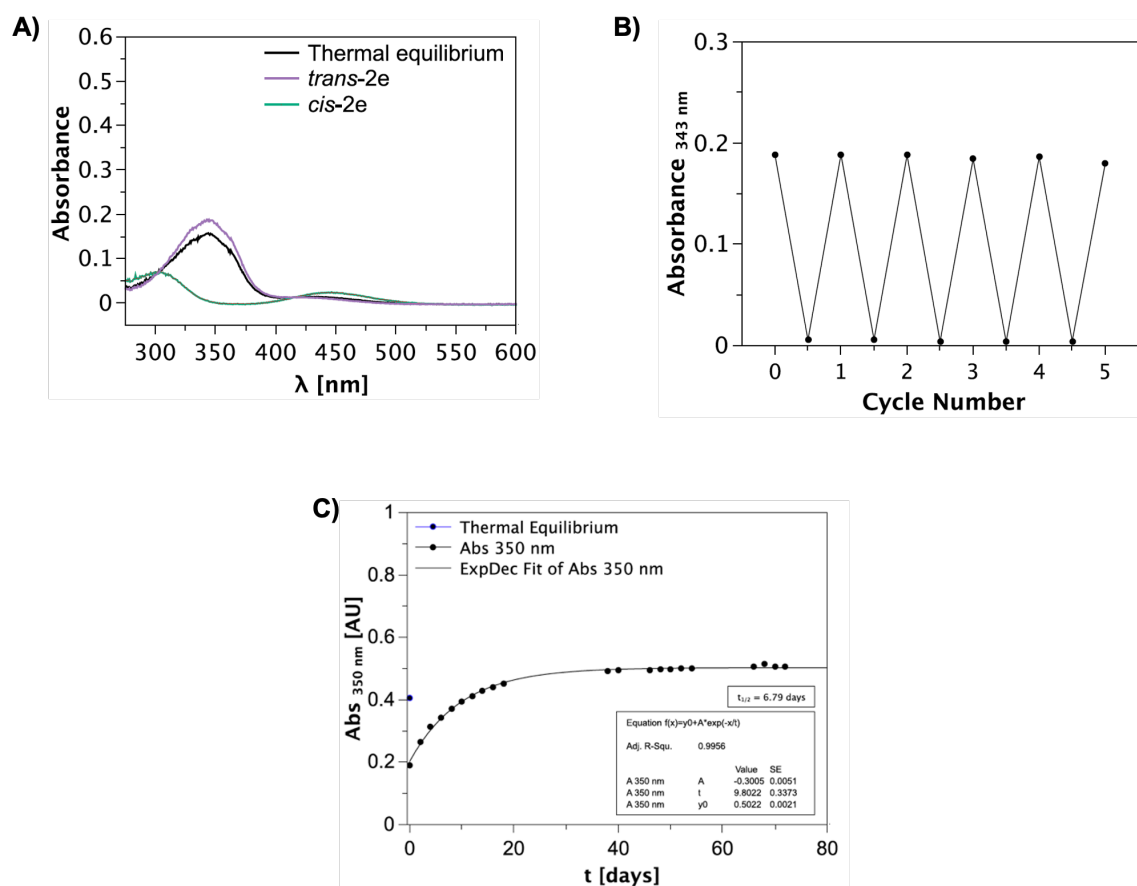 A)
0.6
0.5
0.4
0.3
0.2
0.1
0
Absorbance
Thermal equilibrium
trans-2e
cis-2e
300 350 400 450 500 550 600
λ [nm]
B)
0.3
0.2
0.1
0
Absorbance 343 nm
0 1 2 3 4 5
Cycle Number
C)
1
0.8
0.6
0.4
0.2
0
Abs 350 nm [AU]
Thermal Equilibrium
Abs 350 nm
ExpDec Fit of Abs 350 nm
t1/2 = 6.79 days
Equation f(x)=y0+A*exp(-x/t)
Adj. R-Squ. 0.9956
Value SE
A 350 nm A -0.3005 0.0051
A 350 nm t 9.8022 0.3373
A 350 nm y0 0.5022 0.0021
0 20 40 60 80
t [days]